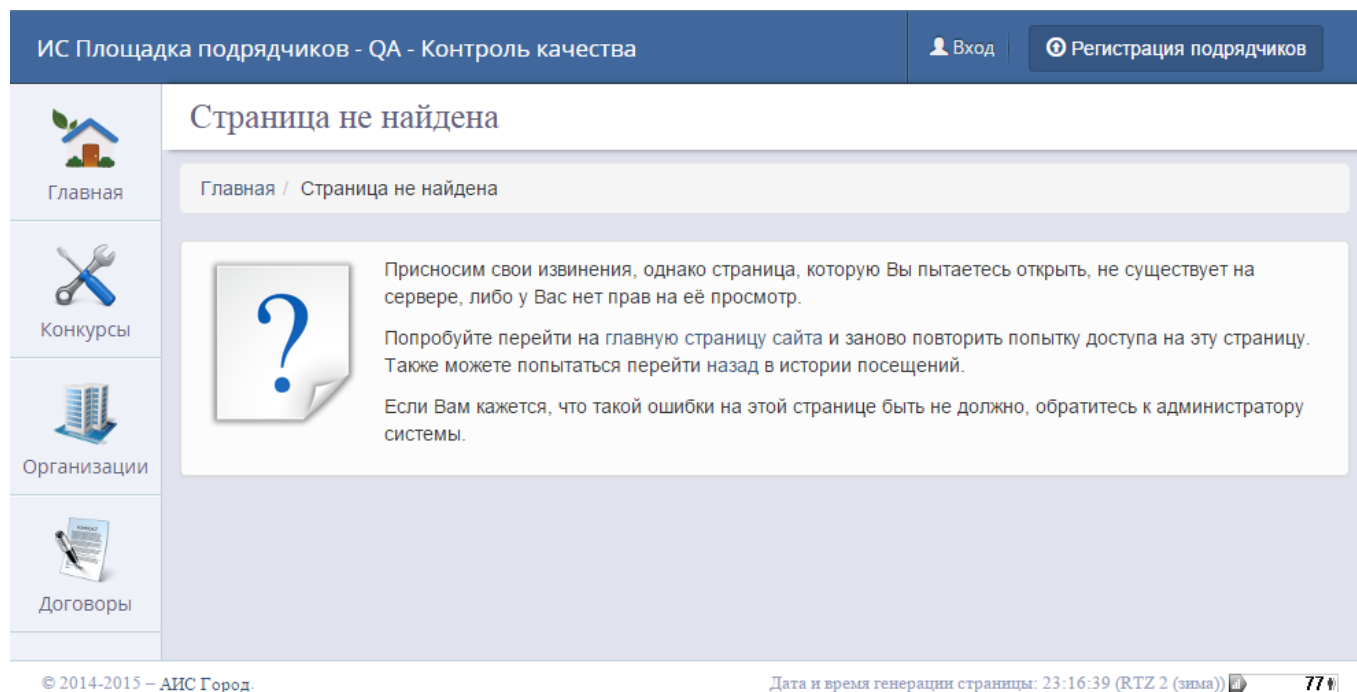 ИС Площадка подрядчиков - QA - Контроль качества
Вход
Регистрация подрядчиков
Главная
Конкурсы
Организации
Договоры
Страница не найдена
Главная / Страница не найдена
Присносим свои извинения, однако страница, которую Вы пытаетесь открыть, не существует на
сервере, либо у Вас нет прав на её просмотр.
Попробуйте перейти на главную страницу сайта и заново повторить попытку доступа на эту страницу.
Также можете попытаться перейти назад в истории посещений.
Если Вам кажется, что такой ошибки на этой странице быть не должно, обратитесь к администратору
системы.
© 2014-2015 – АИС Город.
Дата и время генерации страницы: 23:16:39 (RTZ 2 (зима))
77